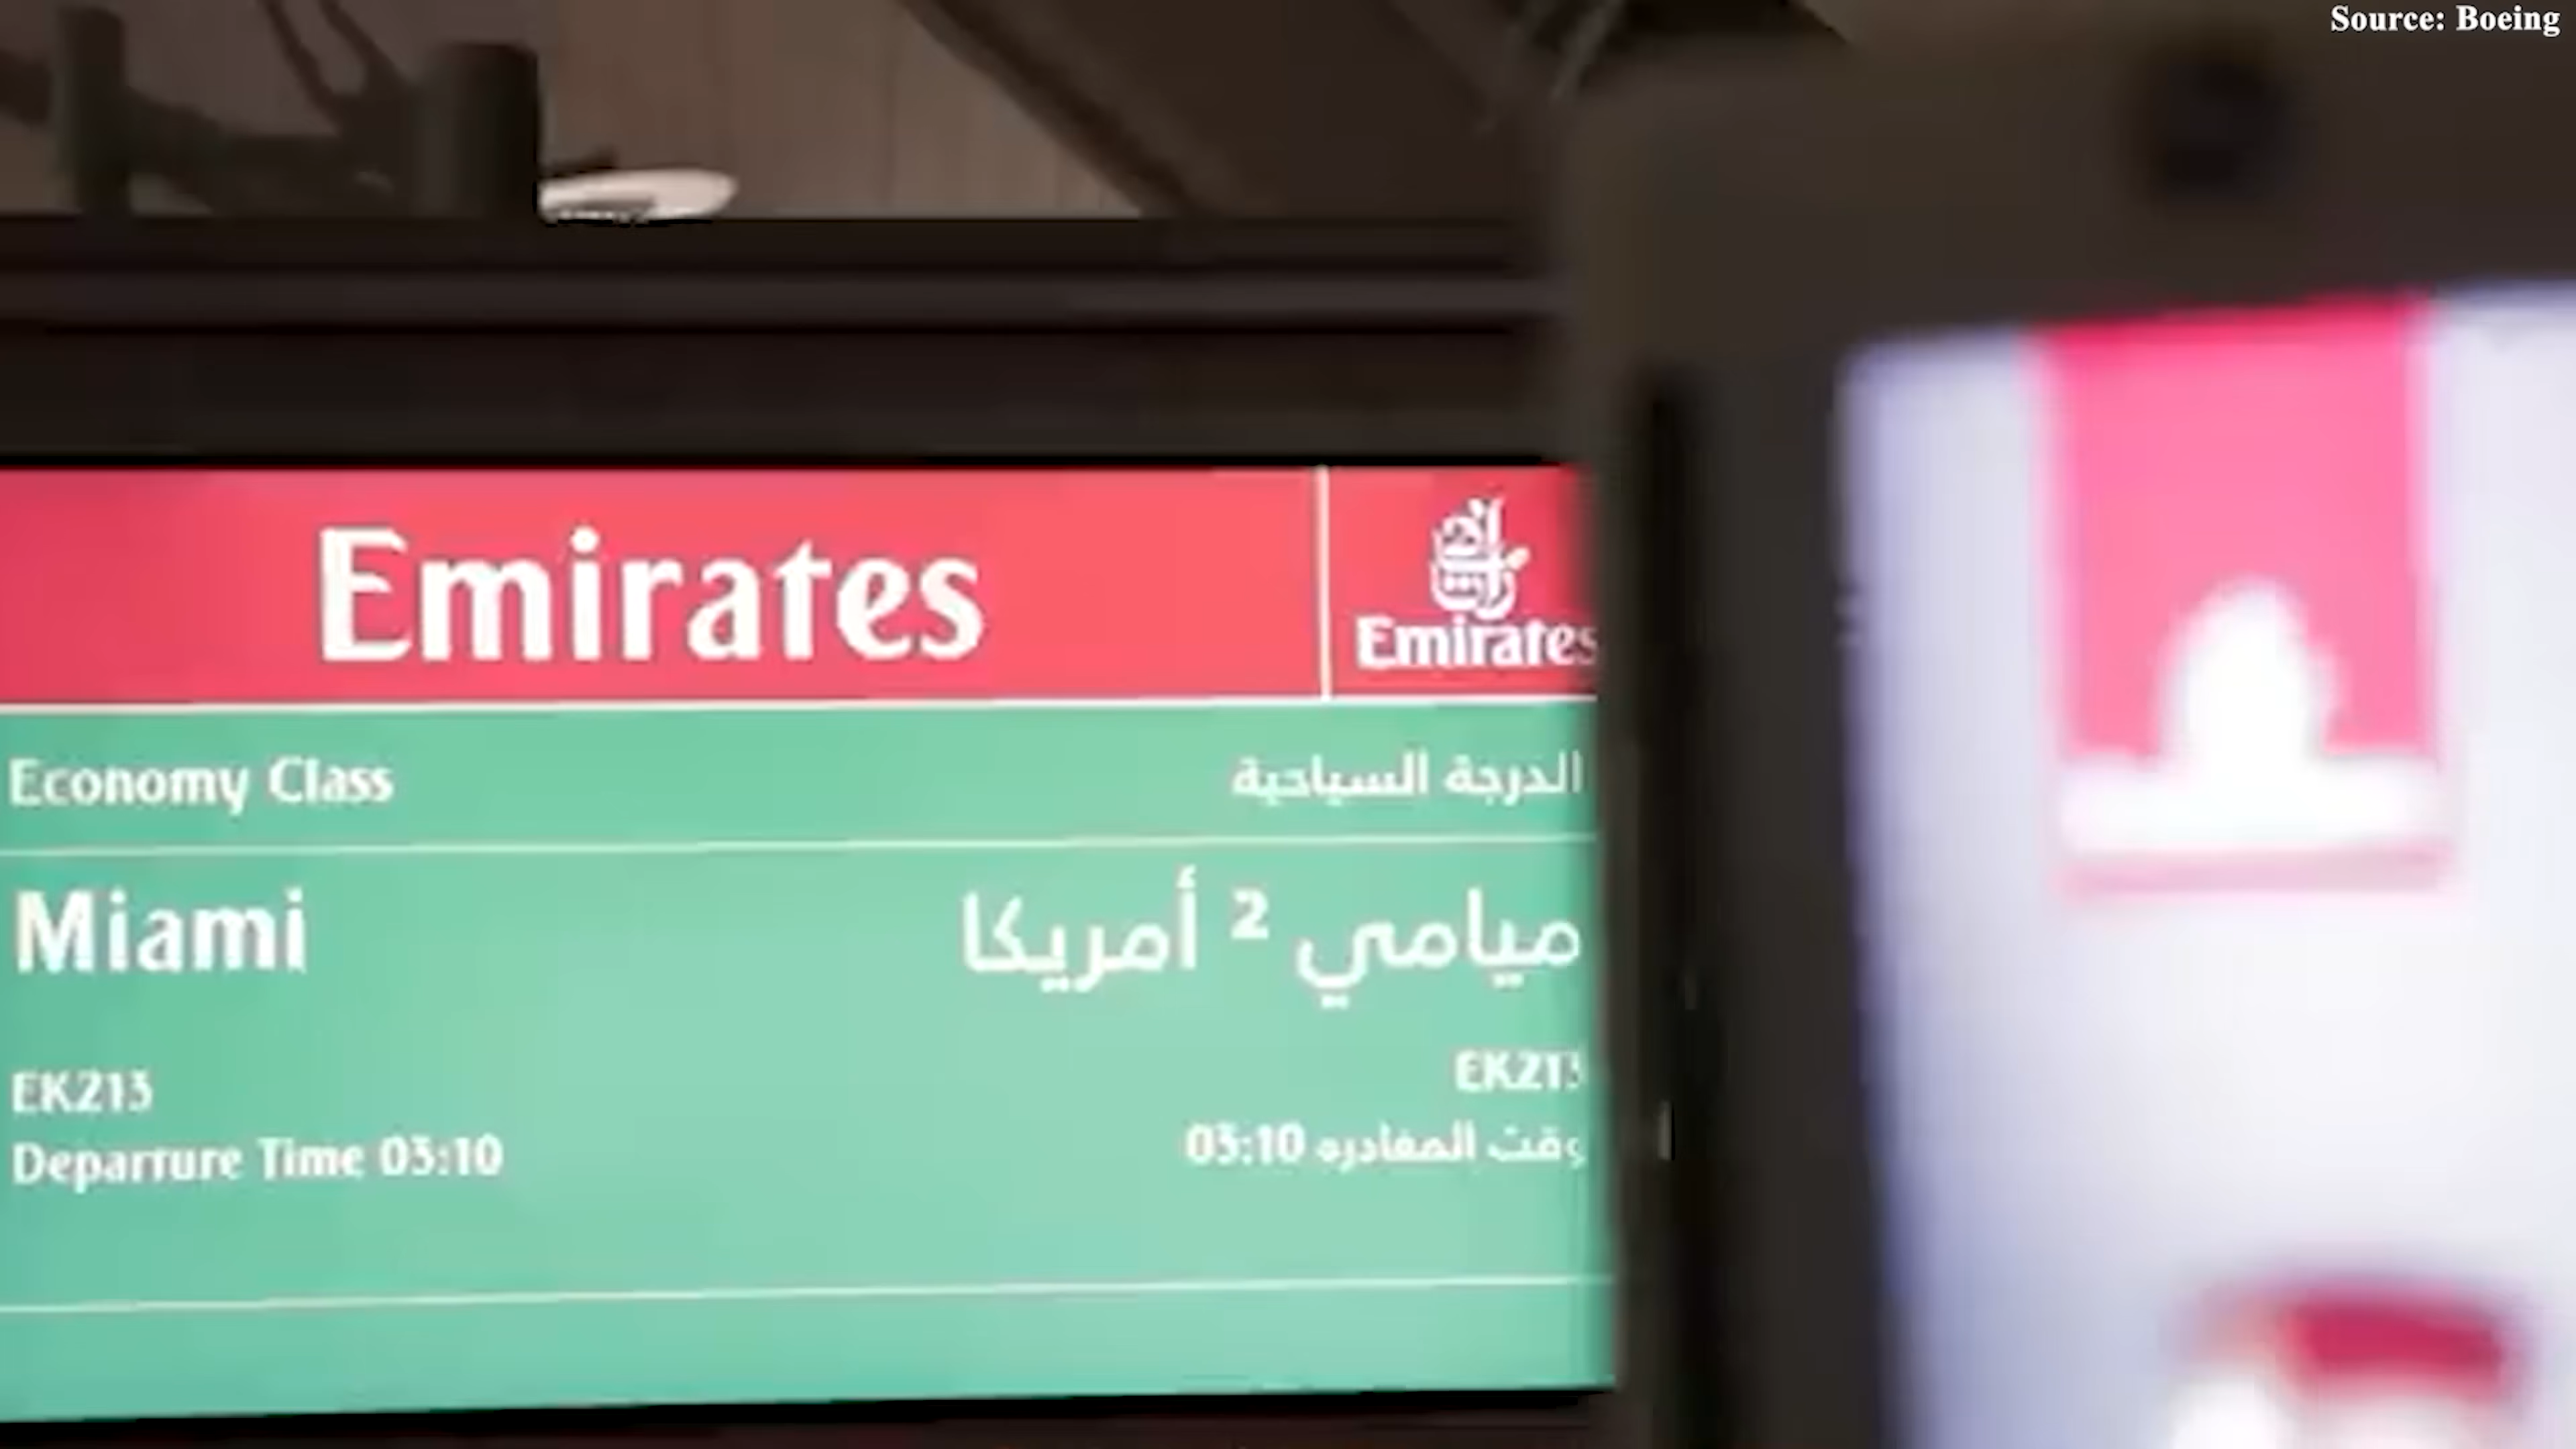 Source: Boeing
Emirates
Emirates
Economy Class
الدرجة السياحية
Miami
ميامي 2 أمريكا
EK213
EK213
Departure Time 03:10
وقت المغادره 03:10